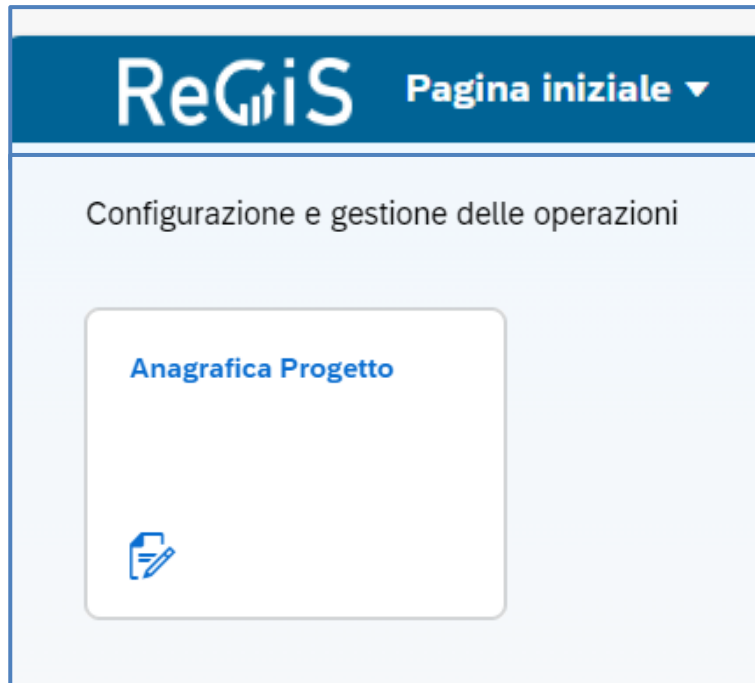 ReGiS Pagina iniziale
Configurazione e gestione delle operazioni
Anagrafica Progetto